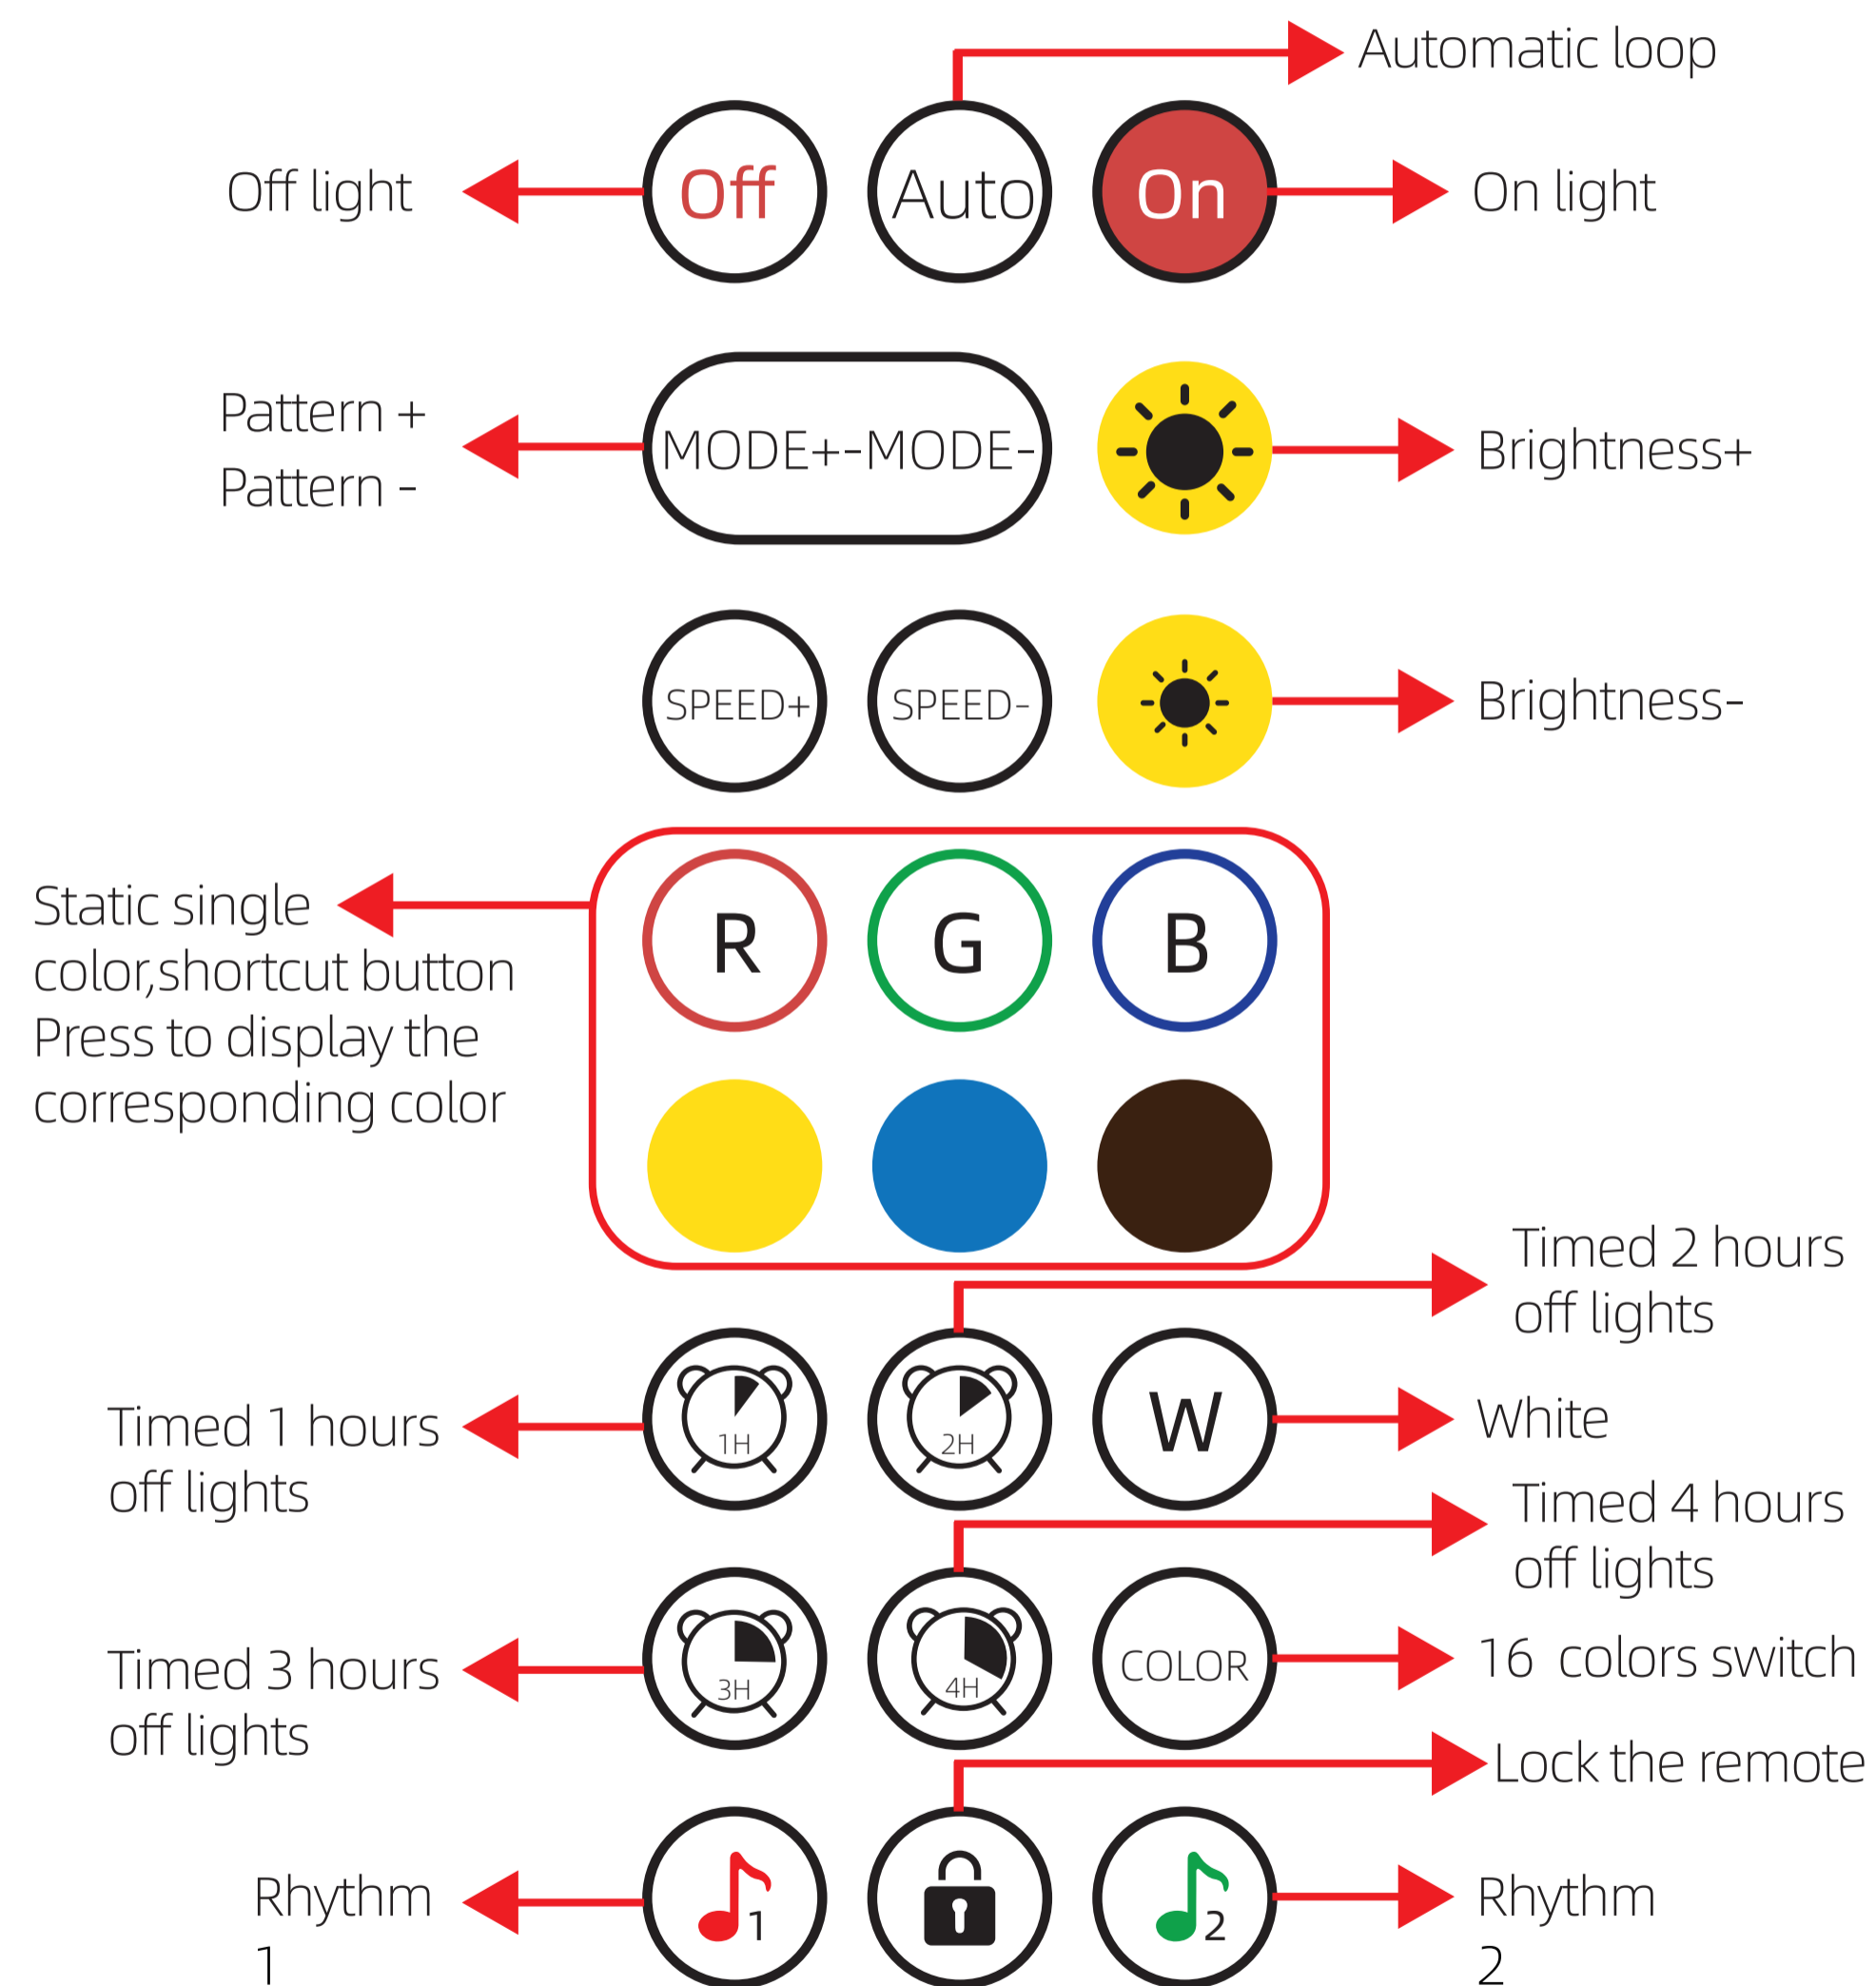 Automatic loop
Off light
Off
Auto
On
On light
Pattern +
Pattern -
MODE+-MODE-
Brightness+
SPEED+
SPEED-
Brightness-
Static single
color,shortcut button
Press to display the
corresponding color
R
G
B
Timed 2 hours
off lights
Timed 1 hours
off lights
1H
2H
W
White
Timed 4 hours
off lights
Timed 3 hours
off lights
3H
4H
COLOR
16 colors switch
Lock the remote
Rhythm
1
1
2
Rhythm
2